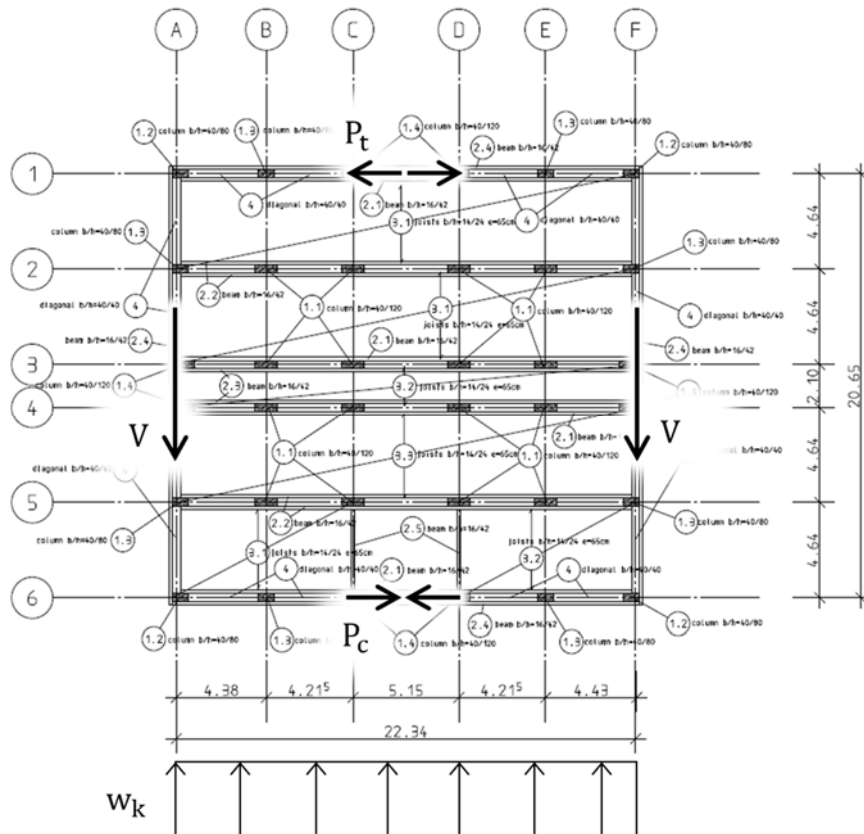 A B C D E F
1.2 column b/h=40/80
1.3 column b/h=40/80
Pt
1.4 column b/h=40/120
2.4 beam b/h=16/42
1.3 column b/h=40/80
1.2 column b/h=40/80
1
4 diagonal b/h=40/40
2.1 beam b/h=16/42
3.1 joists b/h=14/24 e=65cm
4 diagonal b/h=40/40
4.64
column b/h=40/80 1.3
1.3 column b/h=40/80
2
diagonal b/h=40/40 4
2.2 beam b/h=16/42
1.1 column b/h=40/120
3.1
joists b/h=14/24 e=65cm
1.1 column b/h=40/120
4 diagonal b/h=40/40
4.64
beam b/h=16/42 2.4
2.1 beam b/h=16/42
2.4 beam b/h=16/42
3
column b/h=40/120 1.4
2.3 beam b/h=16/42
3.2 joists b/h=14/24 e=65cm
1.4 column b/h=40/120
2.10
20.65
4
V
1.1 column b/h=40/120
3.3 joists b/h=14/24 e=65cm
2.1 beam b/h=
1.1 column b/h=40/120
V
4.64
5
column b/h=40/80 1.3
2.2 beam b/h=16/42
2.5 beam b/h=16/42
1.3 column b/h=40/80
3.1 joists b/h=14/24 e=65cm
joists b/h=14/24 e=65cm
3.2
4.64
4 diagonal b/h=40/40
2.1 beam b/h=16/42
4 diagonal b/h=40/40
6
1.2 column b/h=40/80
1.3 column b/h=40/80
Pc
1.4 column b/h=40/120
2.4 beam b/h=16/42
1.3 column b/h=40/80
1.2 column b/h=40/80
4.38 4.21⁵ 5.15 4.21⁵ 4.43
22.34
wk